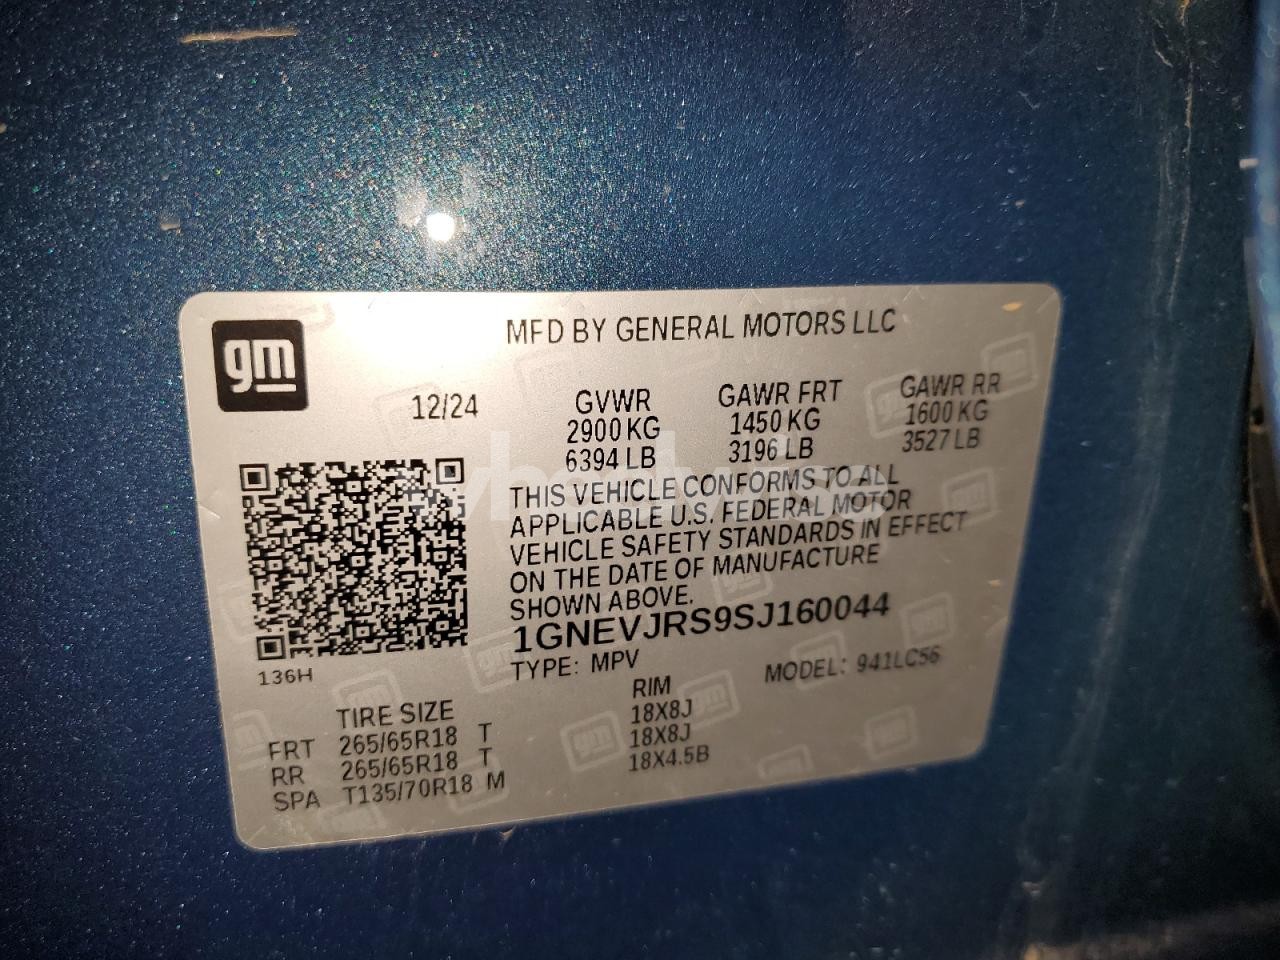 gm
MFD BY GENERAL MOTORS LLC
12/24
GVWR GAWR FRT GAWR RR
2900 KG 1450 KG 1600 KG
6394 LB 3196 LB 3527 LB
THIS VEHICLE CONFORMS TO ALL
APPLICABLE U.S. FEDERAL MOTOR
VEHICLE SAFETY STANDARDS IN EFFECT
ON THE DATE OF MANUFACTURE
SHOWN ABOVE.
1GNEVJRS9SJ160044
TYPE: MPV MODEL: 941LC56
136H
TIRE SIZE RIM
FRT 265/65R18 T 18X8J
RR 265/65R18 T 18X8J
SPA T135/70R18 M 18X4.5B